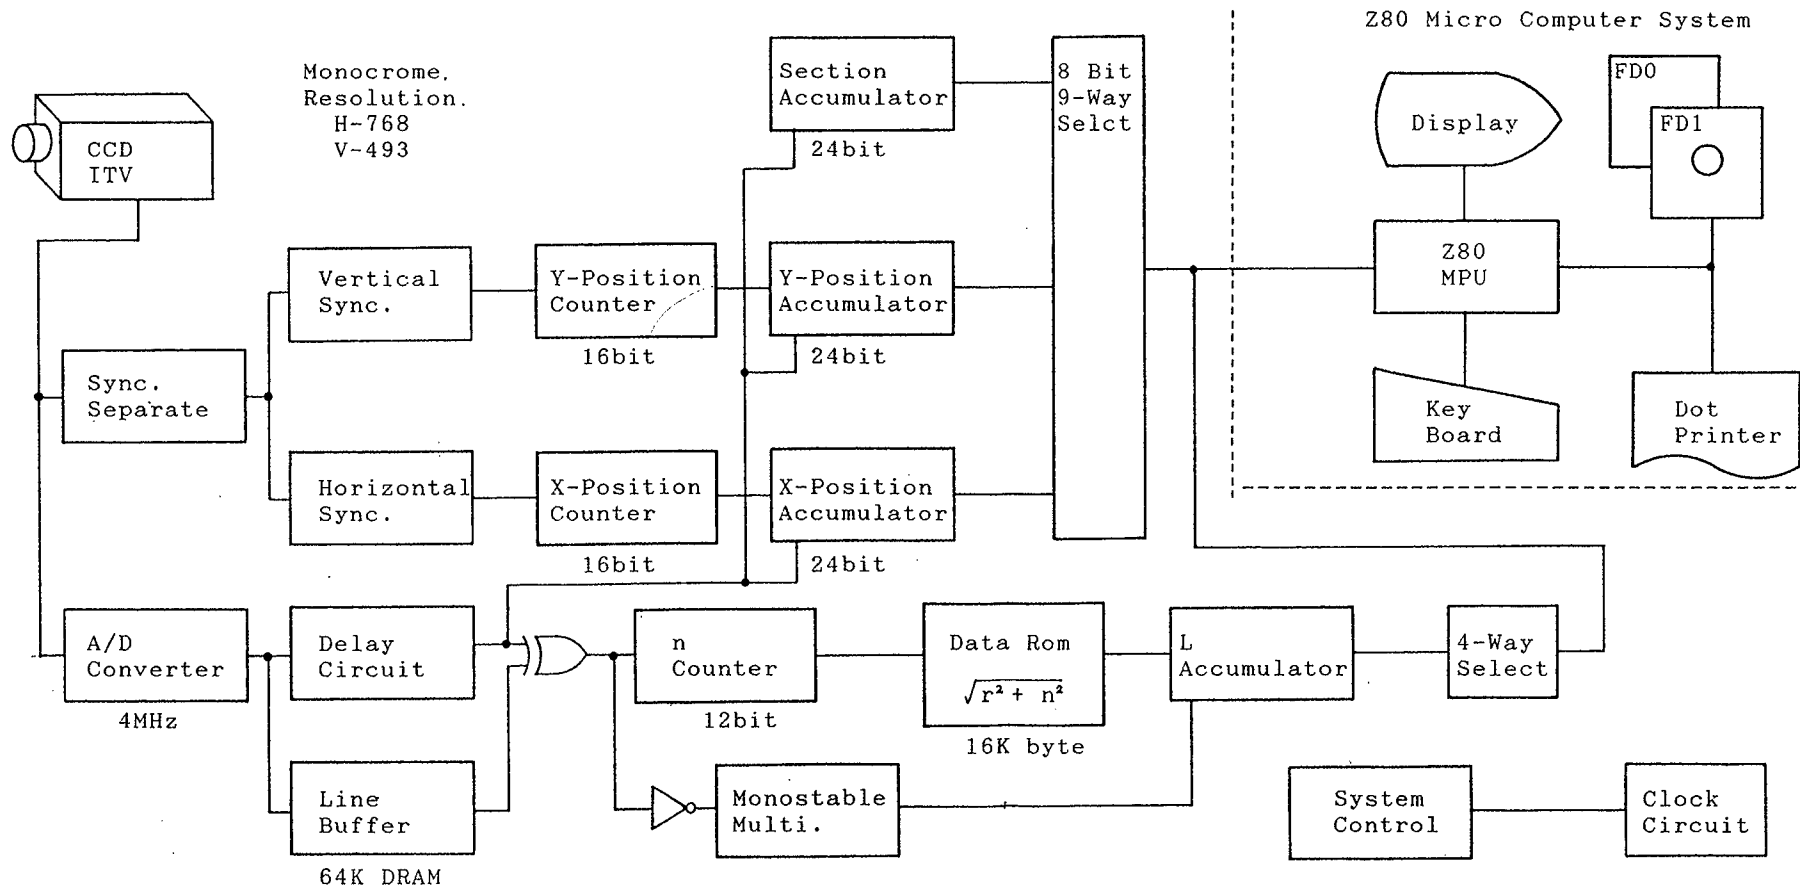 Z80 Micro Computer System
Monocrome,
Resolution.
H-768
V-493
CCD
ITV
Section
Accumulator
24bit
8 Bit
9-Way
Selct
Display
FD0
FD1
Vertical
Sync.
Y-Position
Counter
16bit
Y-Position
Accumulator
24bit
Z80
MPU
Sync.
Separate
Key
Board
Dot
Printer
Horizontal
Sync.
X-Position
Counter
16bit
X-Position
Accumulator
24bit
A/D
Converter
4MHz
Delay
Circuit
n
Counter
12bit
Data Rom
√r² + n²
16K byte
L
Accumulator
4-Way
Select
Line
Buffer
64K DRAM
Monostable
Multi.
System
Control
Clock
Circuit